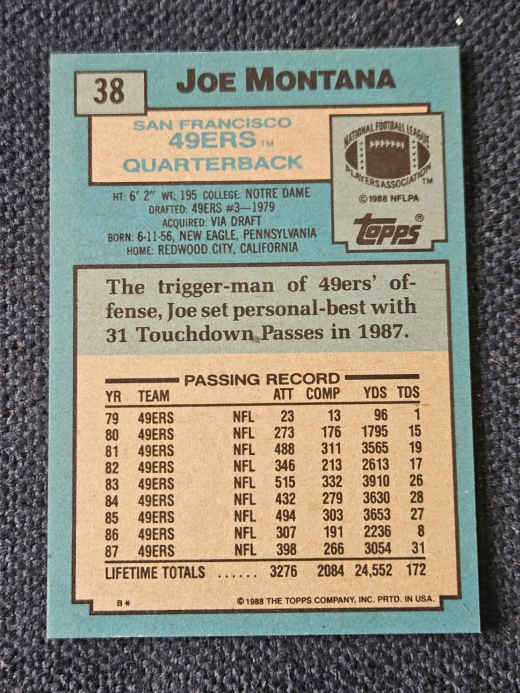 38
JOE MONTANA
SAN FRANCISCO
49ERS TM
QUARTERBACK
NATIONAL FOOTBALL LEAGUE
PLAYERS ASSOCIATION TM
© 1988 NFLPA
Topps®
HT: 6' 2" WT: 195 COLLEGE: NOTRE DAME
DRAFTED: 49ERS #3—1979
ACQUIRED: VIA DRAFT
BORN: 6-11-56, NEW EAGLE, PENNSYLVANIA
HOME: REDWOOD CITY, CALIFORNIA
The trigger-man of 49ers' of-
fense, Joe set personal-best with
31 Touchdown Passes in 1987.
PASSING RECORD
YR TEAM ATT COMP YDS TDS
79 49ERS NFL 23 13 96 1
80 49ERS NFL 273 176 1795 15
81 49ERS NFL 488 311 3565 19
82 49ERS NFL 346 213 2613 17
83 49ERS NFL 515 332 3910 26
84 49ERS NFL 432 279 3630 28
85 49ERS NFL 494 303 3653 27
86 49ERS NFL 307 191 2236 8
87 49ERS NFL 398 266 3054 31
LIFETIME TOTALS ...... 3276 2084 24,552 172
B* © 1988 THE TOPPS COMPANY, INC. PRTD. IN USA.